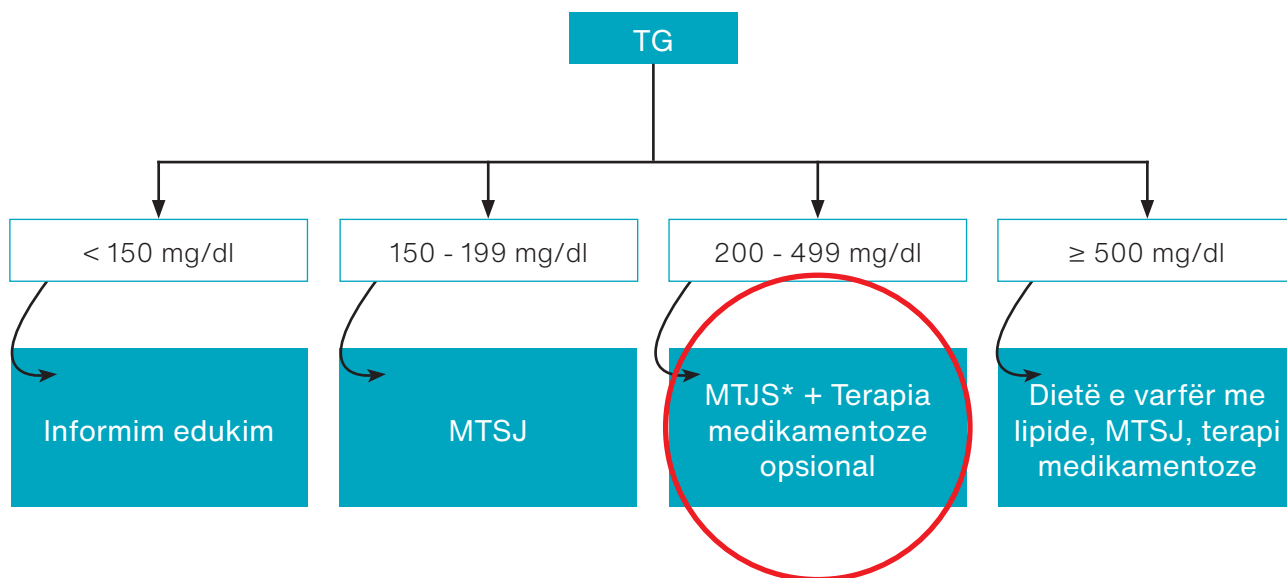 TG
< 150 mg/dl
150 - 199 mg/dl
200 - 499 mg/dl
≥ 500 mg/dl
Informim edukim
MTSJ
MTJS* + Terapia
medikamentoze
opsional
Dietë e varfër me
lipide, MTSJ, terapi
medikamentoze